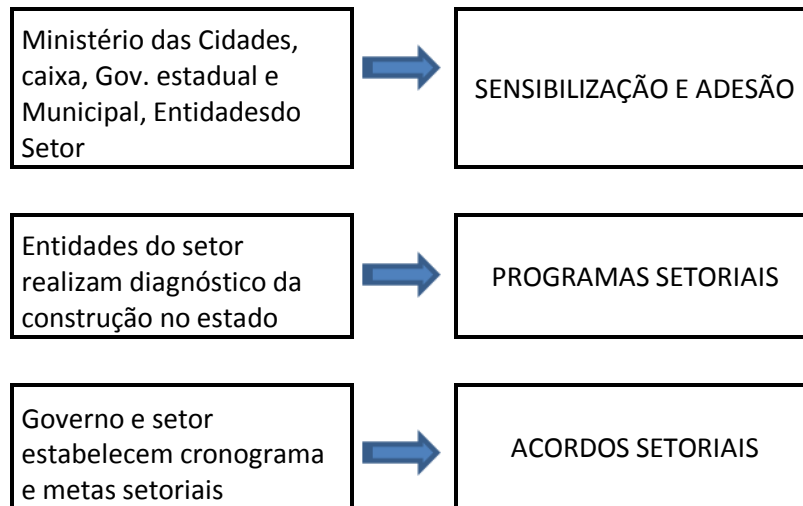 Ministério das Cidades,
caixa, Gov. estadual e
Municipal, Entidadesdo
Setor
SENSIBILIZAÇÃO E ADESÃO
Entidades do setor
realizam diagnóstico da
construção no estado
PROGRAMAS SETORIAIS
Governo e setor
estabelecem cronograma
e metas setoriais
ACORDOS SETORIAIS